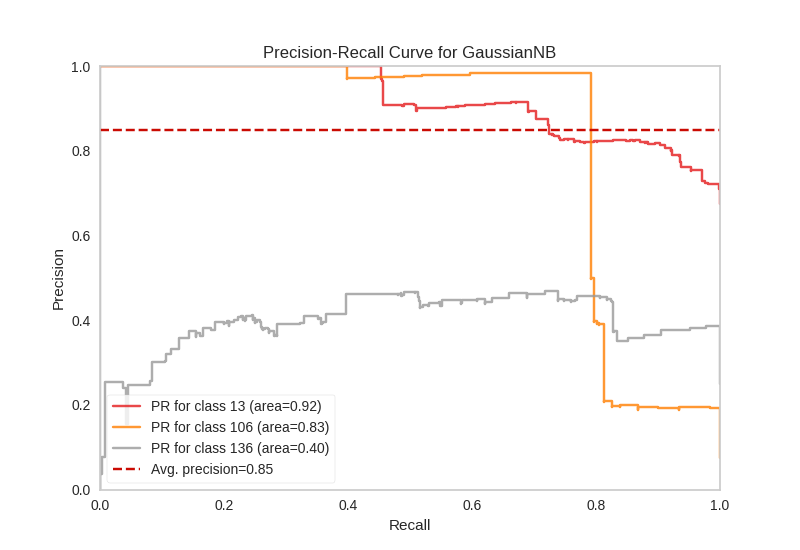 Precision-Recall Curve for GaussianNB
1.0
0.8
0.6
0.4
0.2
0.0
Precision
PR for class 13 (area=0.92)
PR for class 106 (area=0.83)
PR for class 136 (area=0.40)
Avg. precision=0.85
0.0 0.2 0.4 0.6 0.8 1.0
Recall